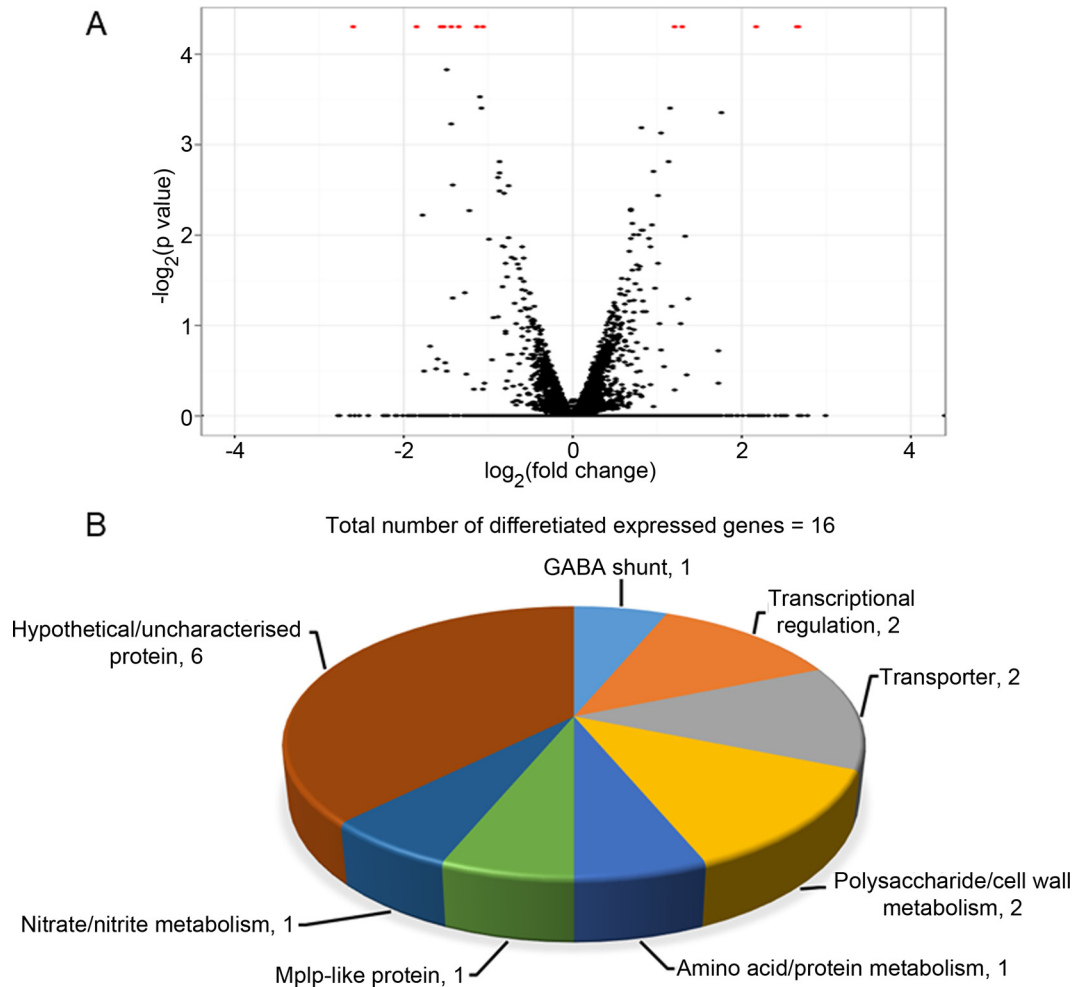 A
4
3
2
1
0
-log2(p value)
-4
-2
0
2
4
log2(fold change)
B
Total number of differetiated expressed genes = 16
GABA shunt, 1
Transcriptional
regulation, 2
Hypothetical/uncharacterised
protein, 6
Transporter, 2
Polysaccharide/cell wall
metabolism, 2
Nitrate/nitrite metabolism, 1
Mplp-like protein, 1
Amino acid/protein metabolism, 1